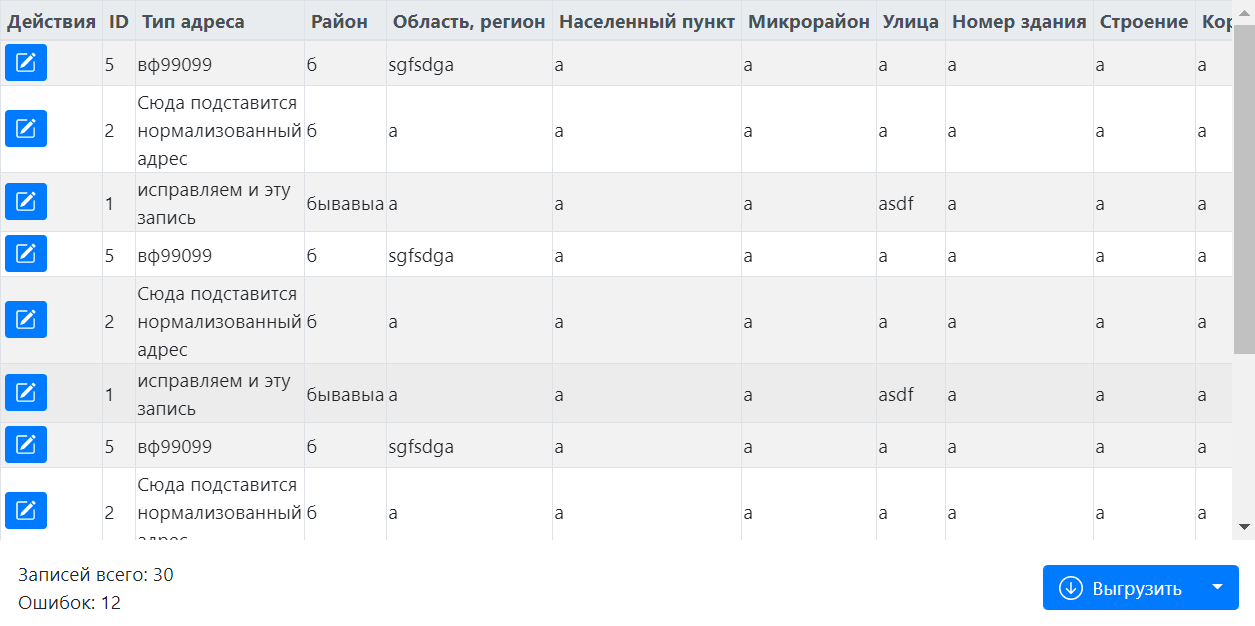 Действия ID Тип адреса Район Область, регион Населенный пункт Микрорайон Улица Номер здания Строение
5 вф99099 б sgfsdga а а а а а а
Сюда подставится
нормализованный
адрес
2 б а а а а а а а
исправляем и эту
запись
1 бывавыа а а а asdf а а а
5 вф99099 б sgfsdga а а а а а а
Сюда подставится
нормализованный
адрес
2 б а а а а а а а
исправляем и эту
запись
1 бывавыа а а а asdf а а а
5 вф99099 б sgfsdga а а а а а а
Сюда подставится
нормализованный
адрес
2 б а а а а а а а
Записей всего: 30
Ошибок: 12
Выгрузить